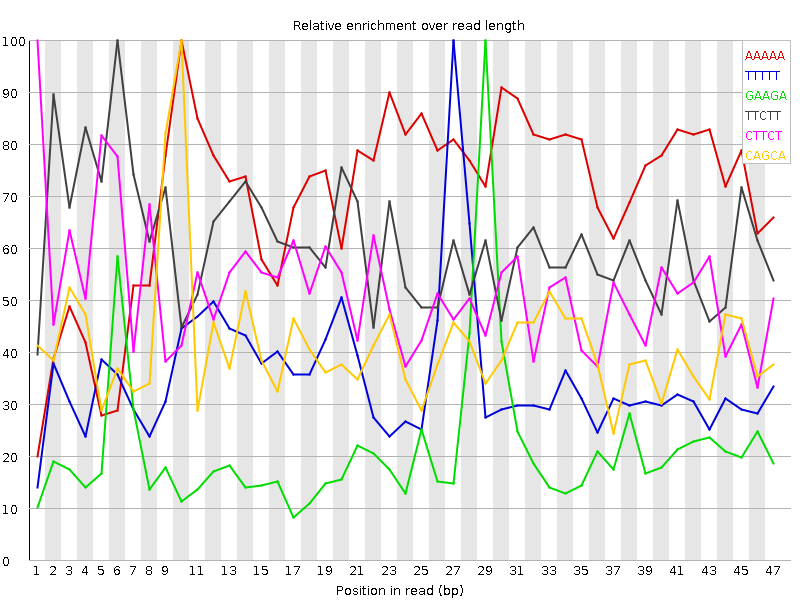 Relative enrichment over read length
100
90
80
70
60
50
40
30
20
10
0
AAAAA
TTTTT
GAAGA
TTCTT
CTTCT
CAGCA
1 2 3 4 5 6 7 8 9 11 13 15 17 19 21 23 25 27 29 31 33 35 37 39 41 43 45 47
Position in read (bp)